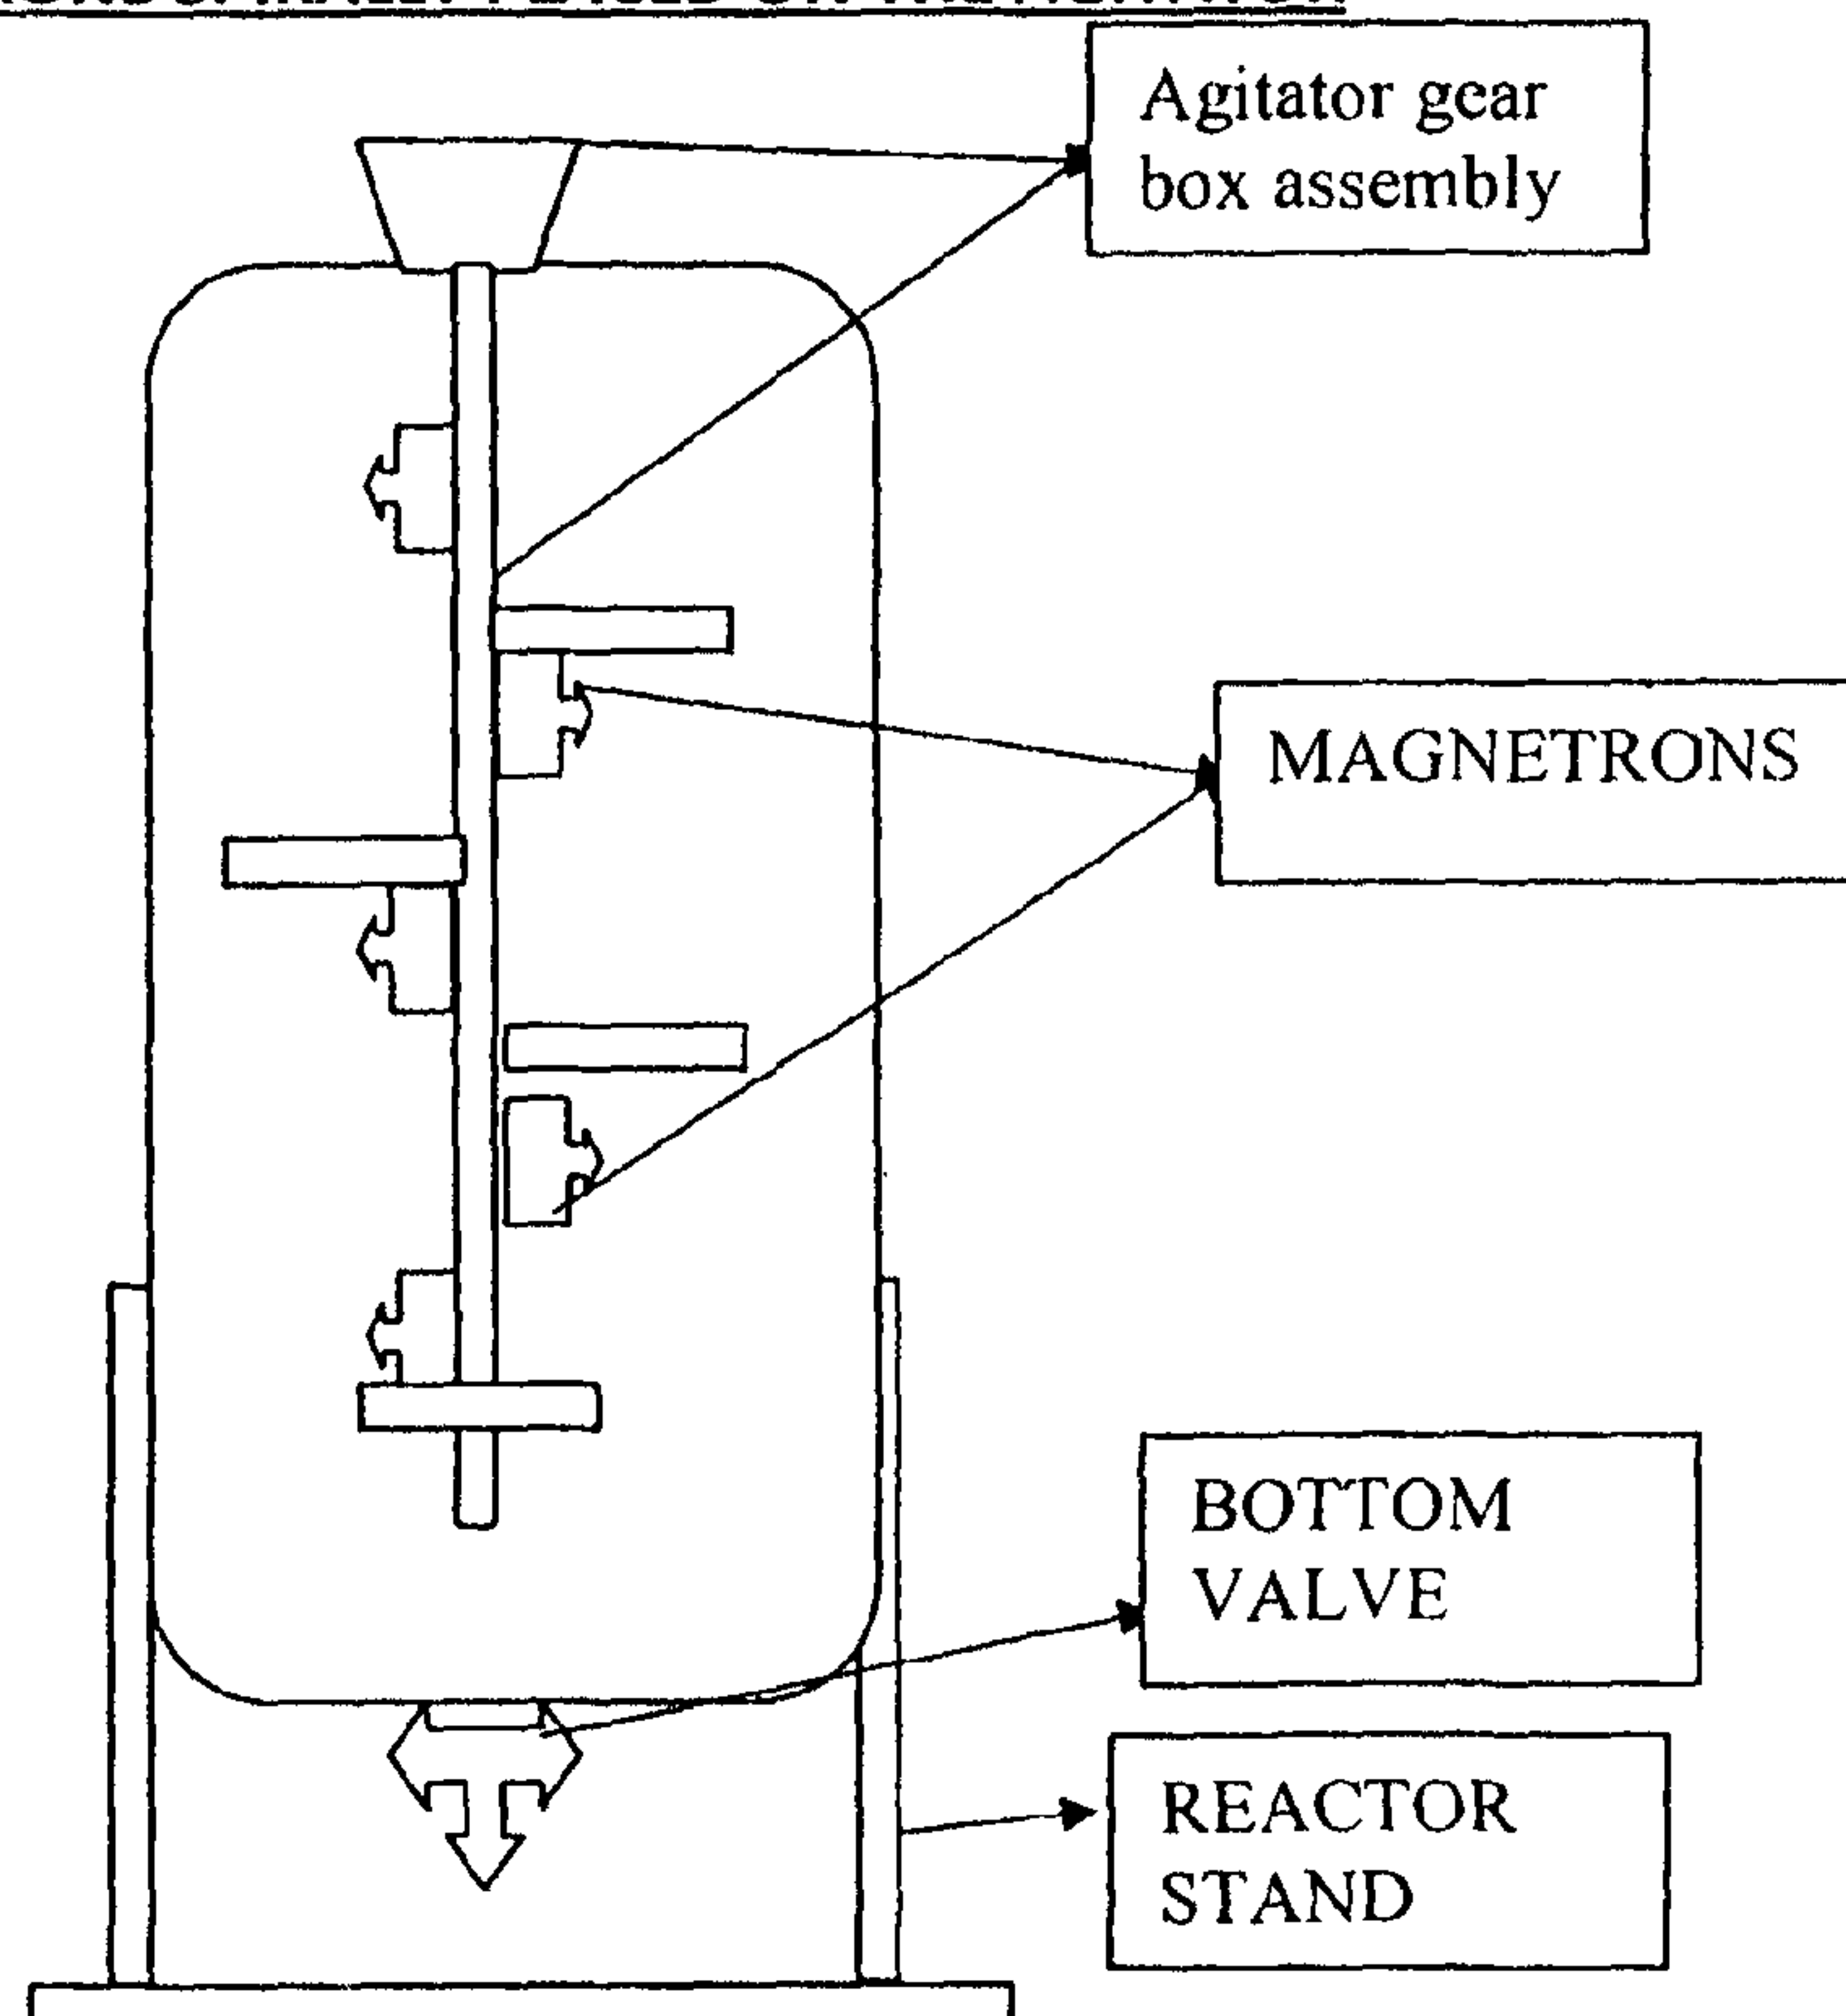 Agitator gear
box assembly
MAGNETRONS
BOTTOM
VALVE
REACTOR
STAND